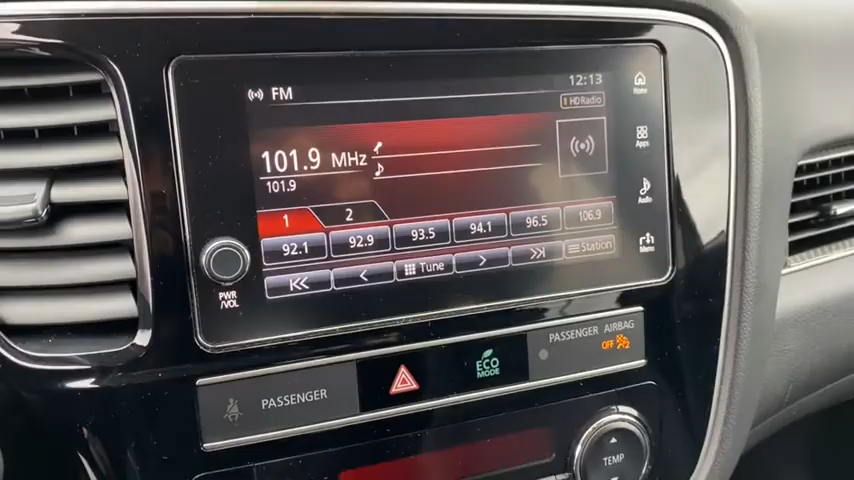 FM
12:13
Home
HD Radio
101.9 MHz
101.9
Apps
1 2
Audio
92.1 92.9 93.5 94.1 96.5 106.9
Tune
Station
Menu
PWR
/VOL
PASSENGER
ECO
MODE
PASSENGER AIRBAG
OFF
TEMP